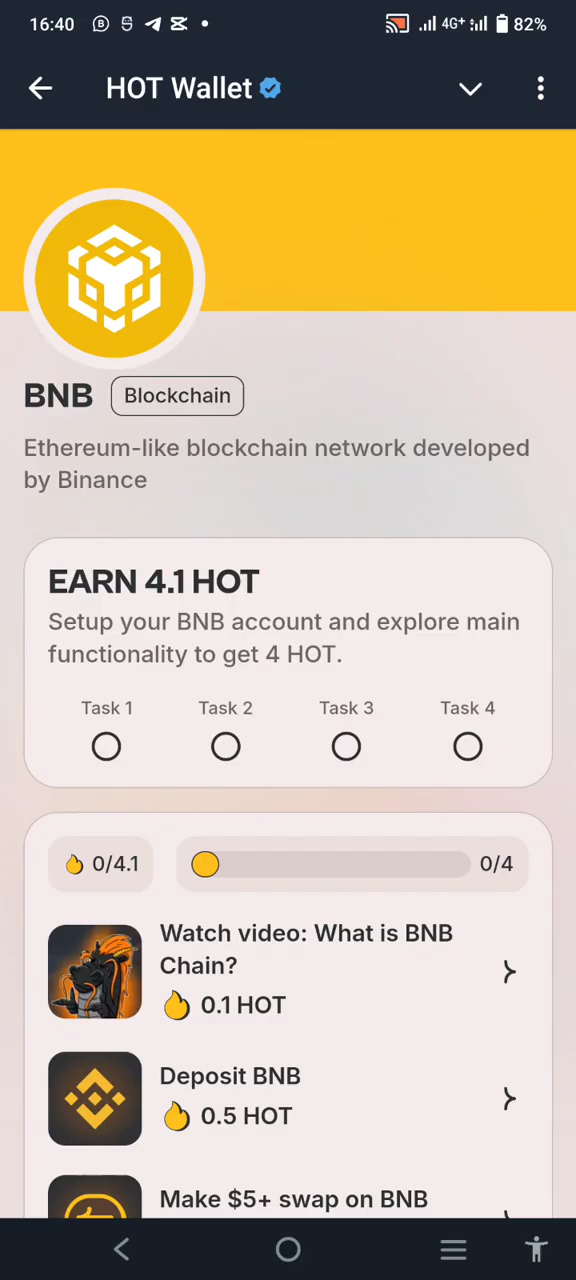 16:40
4G+
82%
HOT Wallet
BNB
Blockchain
Ethereum-like blockchain network developed
by Binance
EARN 4.1 HOT
Setup your BNB account and explore main
functionality to get 4 HOT.
Task 1
Task 2
Task 3
Task 4
0/4.1
0/4
Watch video: What is BNB
Chain?
0.1 HOT
Deposit BNB
0.5 HOT
Make $5+ swap on BNB